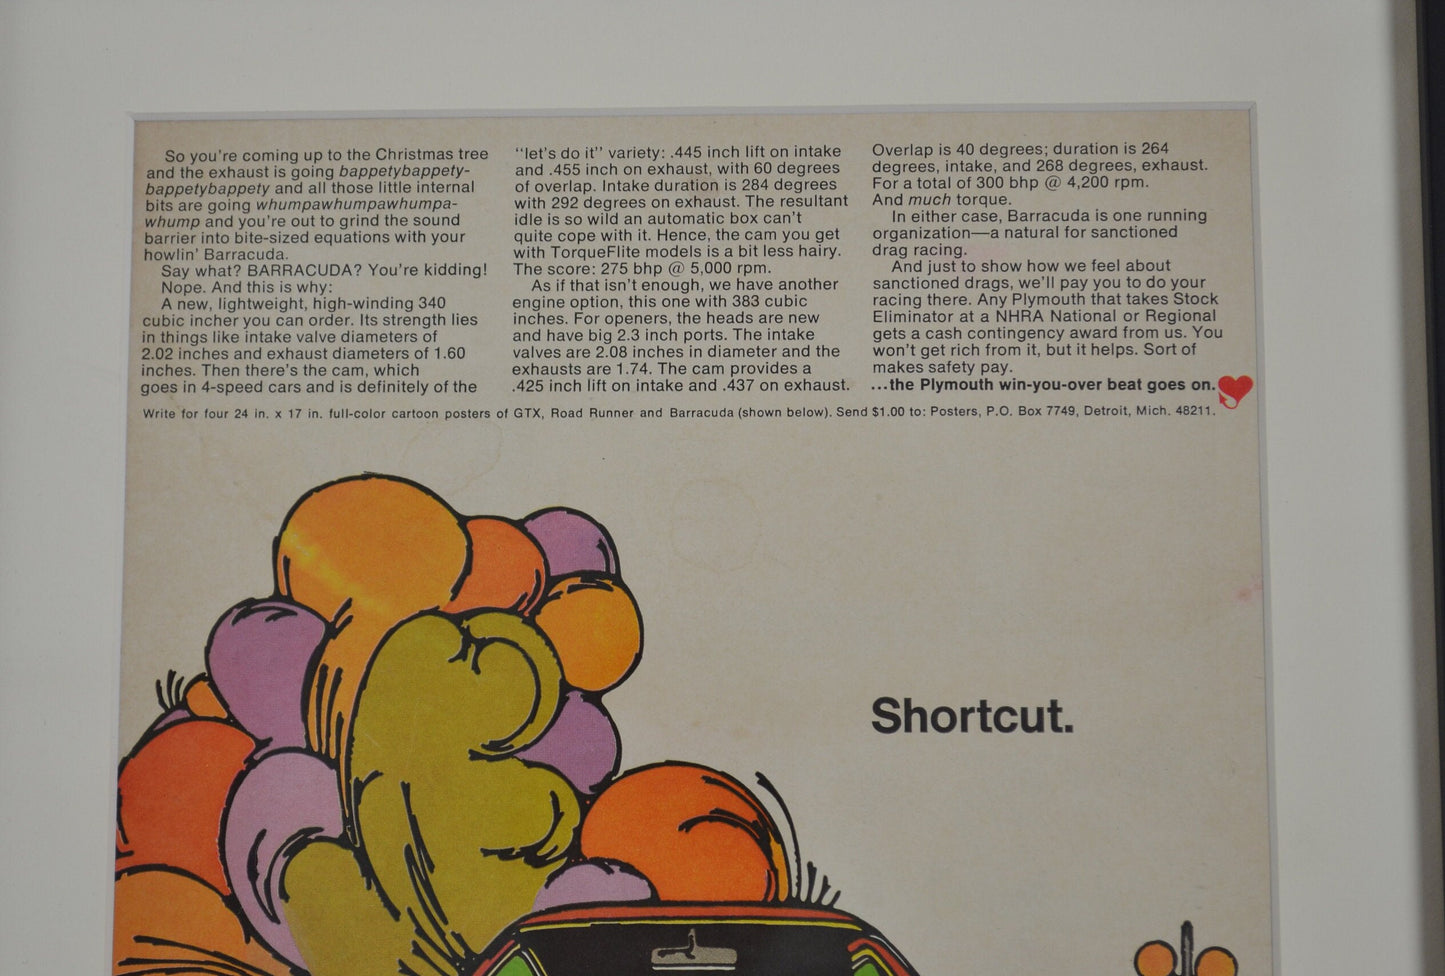 So you're coming up to the Christmas tree
and the exhaust is going bappetybappety-
bappetybappety and all those little internal
bits are going whumpawhumpawhumpa-
whump and you're out to grind the sound
barrier into bite-sized equations with your
howlin' Barracuda.
Say what? BARRACUDA? You're kidding!
Nope. And this is why:
A new, lightweight, high-winding 340
cubic incher you can order. Its strength lies
in things like intake valve diameters of
2.02 inches and exhaust diameters of 1.60
inches. Then there's the cam, which
goes in 4-speed cars and is definitely of the
"let's do it" variety: .445 inch lift on intake
and .455 inch on exhaust, with 60 degrees
of overlap. Intake duration is 284 degrees
with 292 degrees on exhaust. The resultant
idle is so wild an automatic box can't
quite cope with it. Hence, the cam you get
with TorqueFlite models is a bit less hairy.
The score: 275 bhp @ 5,000 rpm.
As if that isn't enough, we have another
engine option, this one with 383 cubic
inches. For openers, the heads are new
and have big 2.3 inch ports. The intake
valves are 2.08 inches in diameter and the
exhausts are 1.74. The cam provides a
.425 inch lift on intake and .437 on exhaust.
Overlap is 40 degrees; duration is 264
degrees, intake, and 268 degrees, exhaust.
For a total of 300 bhp @ 4,200 rpm.
And much torque.
In either case, Barracuda is one running
organization—a natural for sanctioned
drag racing.
And just to show how we feel about
sanctioned drags, we'll pay you to do your
racing there. Any Plymouth that takes Stock
Eliminator at a NHRA National or Regional
gets a cash contingency award from us. You
won't get rich from it, but it helps. Sort of
makes safety pay.
...the Plymouth win-you-over beat goes on.
Write for four 24 in. x 17 in. full-color cartoon posters of GTX, Road Runner and Barracuda (shown below). Send $1.00 to: Posters, P.O. Box 7749, Detroit, Mich. 48211.
Shortcut.